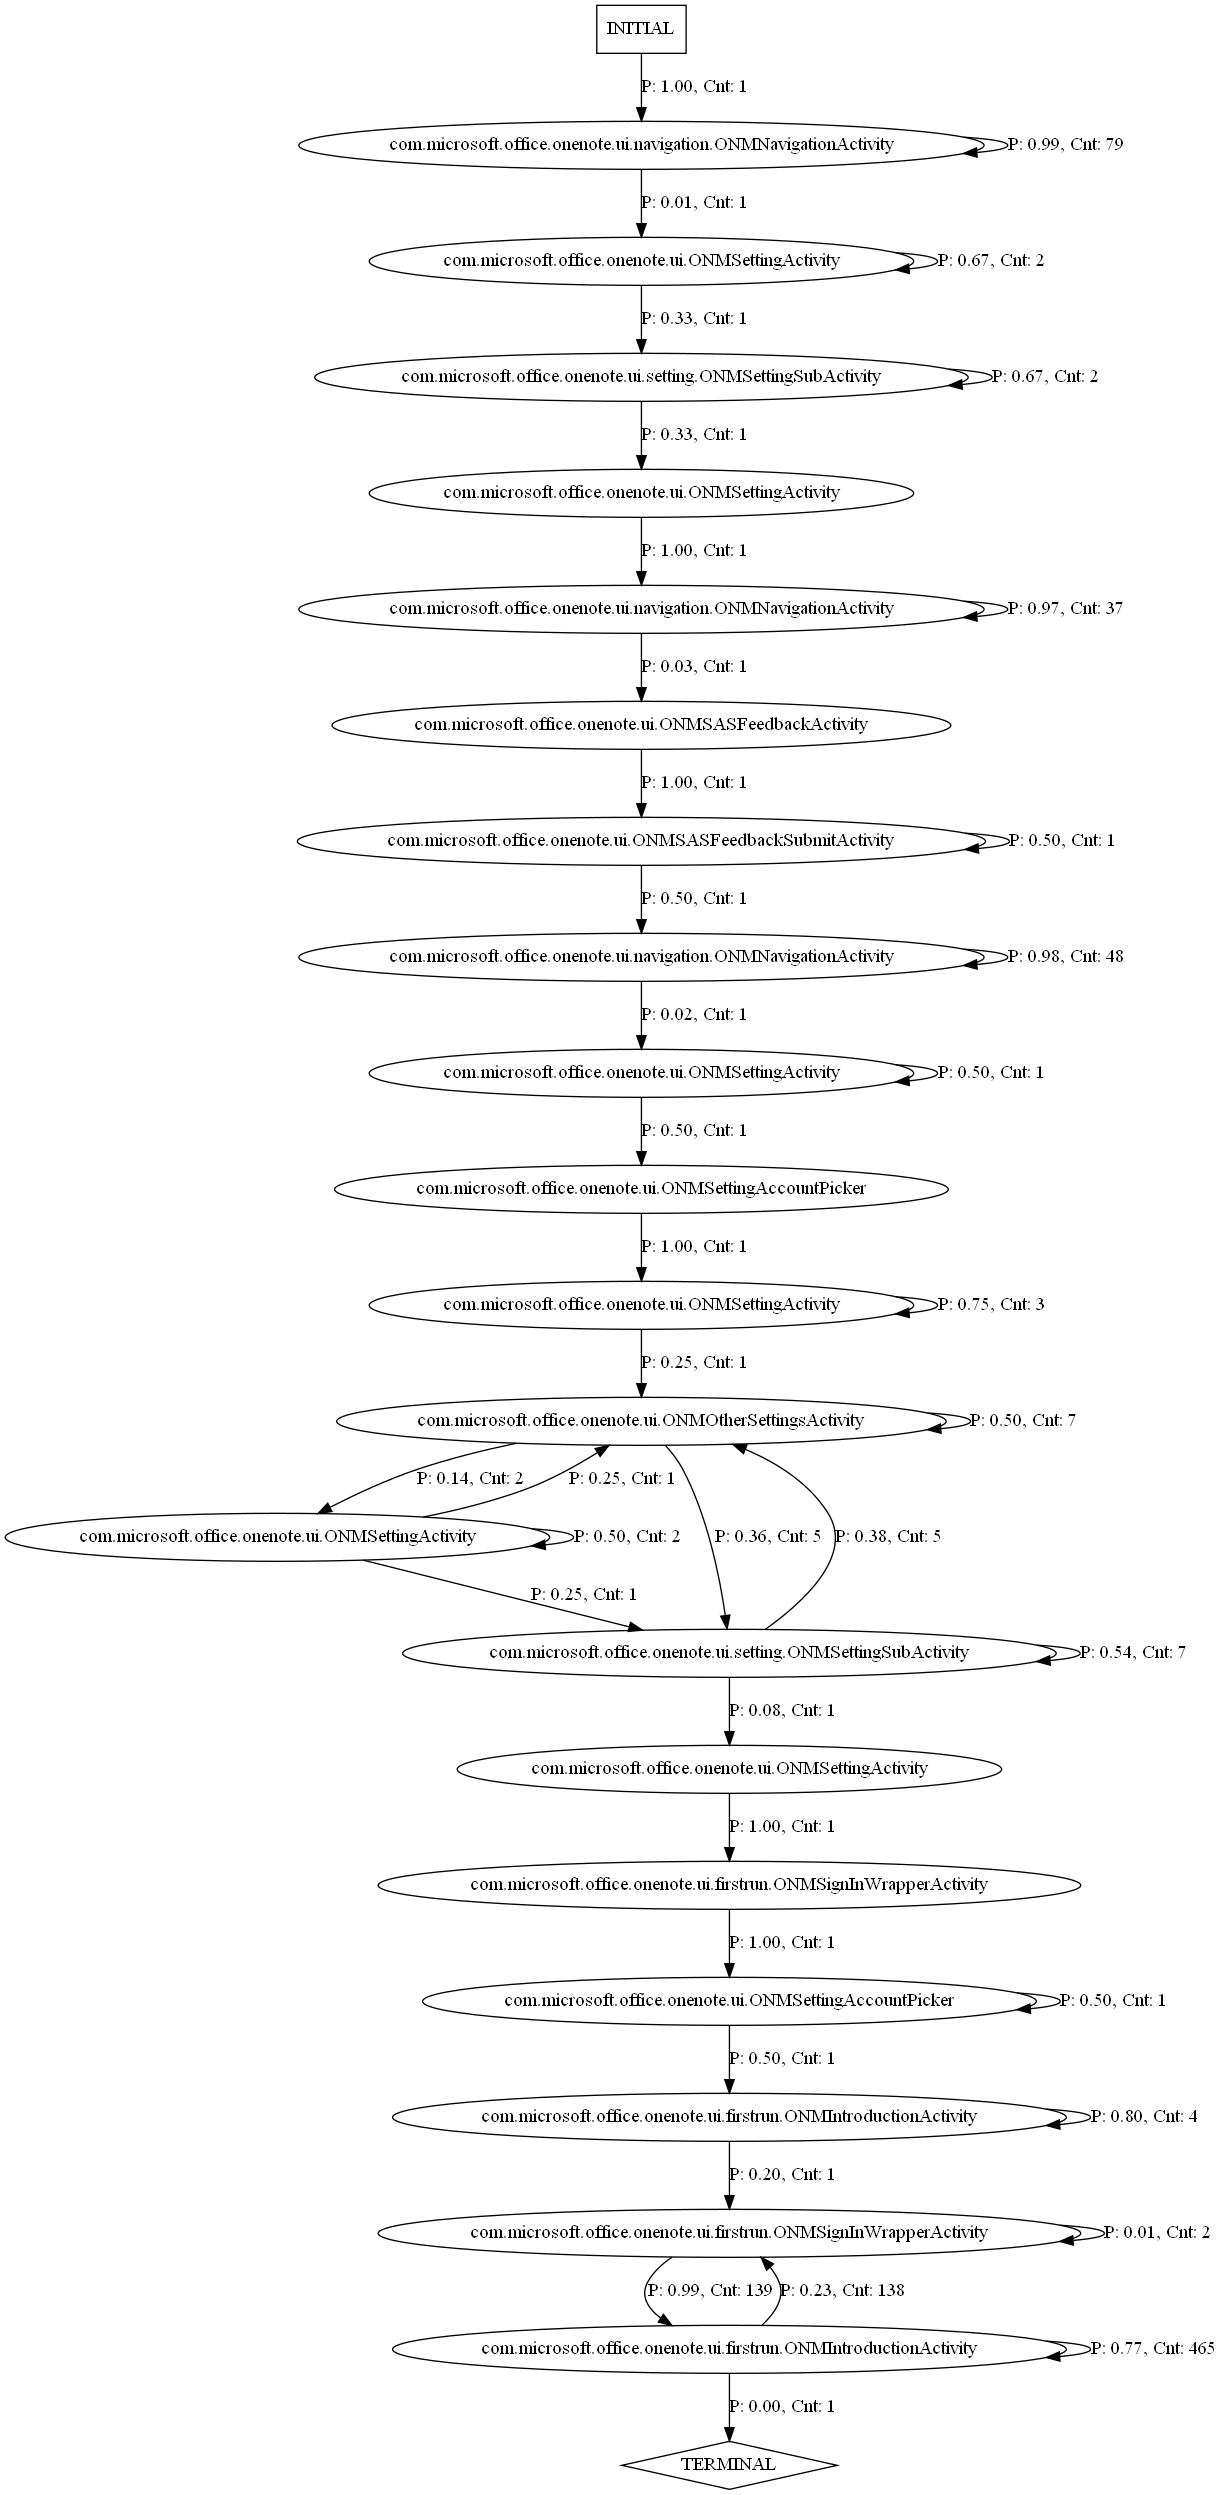 INITIAL
P: 1.00, Cnt: 1
com.microsoft.office.onenote.ui.navigation.ONMNavigationActivity
P: 0.99, Cnt: 79
P: 0.01, Cnt: 1
com.microsoft.office.onenote.ui.ONMSettingActivity
P: 0.67, Cnt: 2
P: 0.33, Cnt: 1
com.microsoft.office.onenote.ui.setting.ONMSettingSubActivity
P: 0.67, Cnt: 2
P: 0.33, Cnt: 1
com.microsoft.office.onenote.ui.ONMSettingActivity
P: 1.00, Cnt: 1
com.microsoft.office.onenote.ui.navigation.ONMNavigationActivity
P: 0.97, Cnt: 37
P: 0.03, Cnt: 1
com.microsoft.office.onenote.ui.ONMSASFeedbackActivity
P: 1.00, Cnt: 1
com.microsoft.office.onenote.ui.ONMSASFeedbackSubmitActivity
P: 0.50, Cnt: 1
P: 0.50, Cnt: 1
com.microsoft.office.onenote.ui.navigation.ONMNavigationActivity
P: 0.98, Cnt: 48
P: 0.02, Cnt: 1
com.microsoft.office.onenote.ui.ONMSettingActivity
P: 0.50, Cnt: 1
P: 0.50, Cnt: 1
com.microsoft.office.onenote.ui.ONMSettingAccountPicker
P: 1.00, Cnt: 1
com.microsoft.office.onenote.ui.ONMSettingActivity
P: 0.75, Cnt: 3
P: 0.25, Cnt: 1
com.microsoft.office.onenote.ui.ONMOtherSettingsActivity
P: 0.50, Cnt: 7
P: 0.14, Cnt: 2
P: 0.25, Cnt: 1
com.microsoft.office.onenote.ui.ONMSettingActivity
P: 0.50, Cnt: 2
P: 0.36, Cnt: 5
P: 0.38, Cnt: 5
P: 0.25, Cnt: 1
com.microsoft.office.onenote.ui.setting.ONMSettingSubActivity
P: 0.54, Cnt: 7
P: 0.08, Cnt: 1
com.microsoft.office.onenote.ui.ONMSettingActivity
P: 1.00, Cnt: 1
com.microsoft.office.onenote.ui.firstrun.ONMSignInWrapperActivity
P: 1.00, Cnt: 1
com.microsoft.office.onenote.ui.ONMSettingAccountPicker
P: 0.50, Cnt: 1
P: 0.50, Cnt: 1
com.microsoft.office.onenote.ui.firstrun.ONMIntroductionActivity
P: 0.80, Cnt: 4
P: 0.20, Cnt: 1
com.microsoft.office.onenote.ui.firstrun.ONMSignInWrapperActivity
P: 0.01, Cnt: 2
P: 0.99, Cnt: 139
P: 0.23, Cnt: 138
com.microsoft.office.onenote.ui.firstrun.ONMIntroductionActivity
P: 0.77, Cnt: 465
P: 0.00, Cnt: 1
TERMINAL